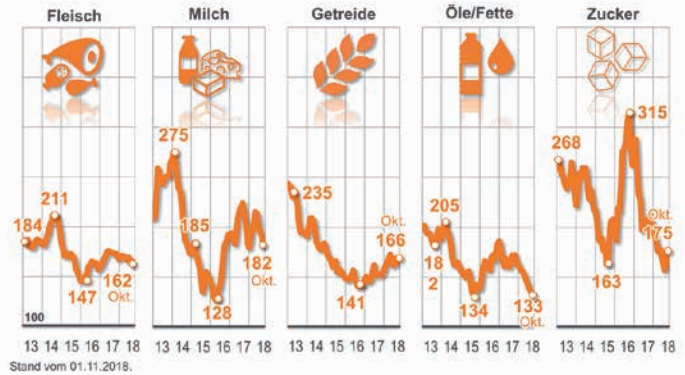 Fleisch
Milch
Getreide
Öle/Fette
Zucker
184
211
147
162
Okt.
100
13 14 15 16 17 18
275
185
128
182
Okt.
13 14 15 16 17 18
235
141
Okt.
166
13 14 15 16 17 18
205
18
2
134
133
Okt.
13 14 15 16 17 18
268
315
163
Okt.
175
13 14 15 16 17 18
Stand vom 01.11.2018.